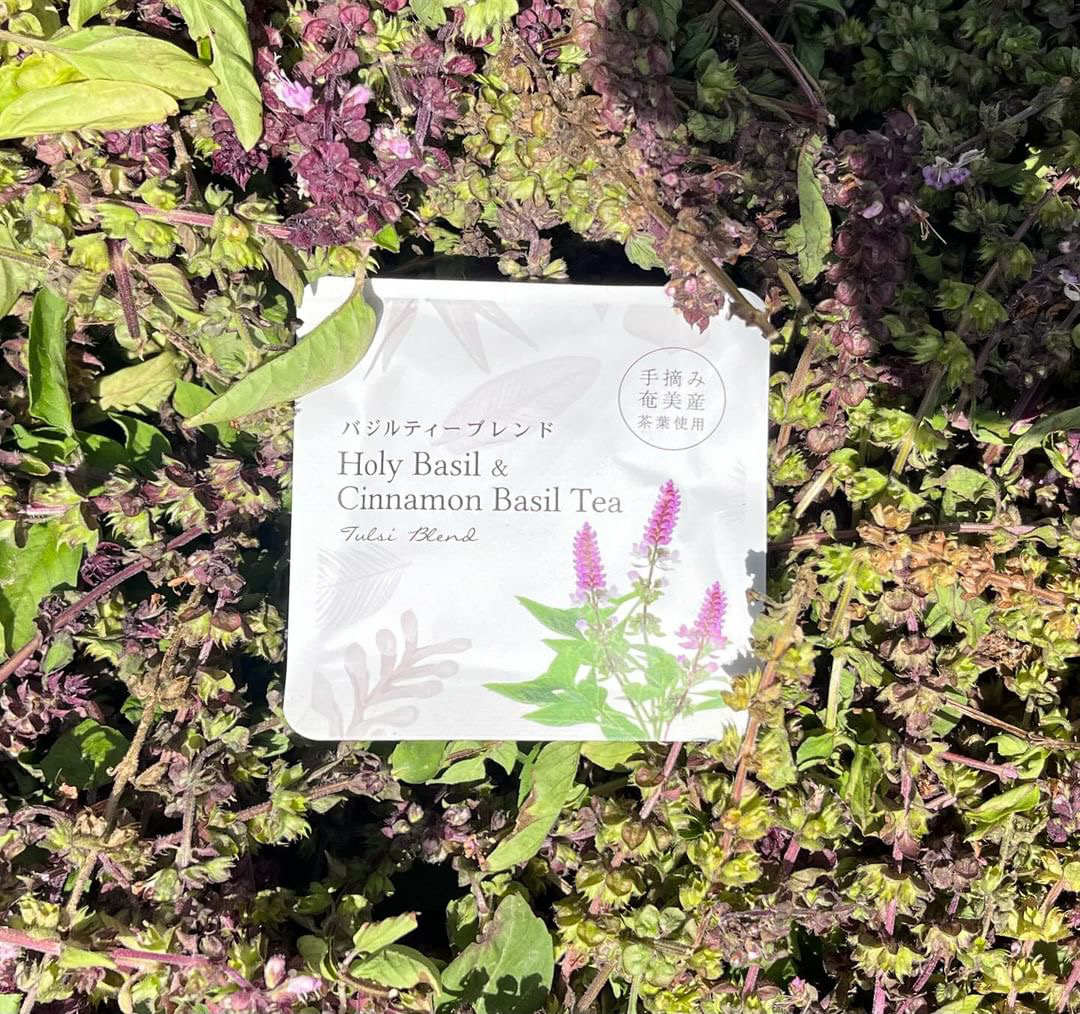 手摘み
奄美産
茶葉使用
バジルティーブレンド
Holy Basil &
Cinnamon Basil Tea
Tulsi Blend